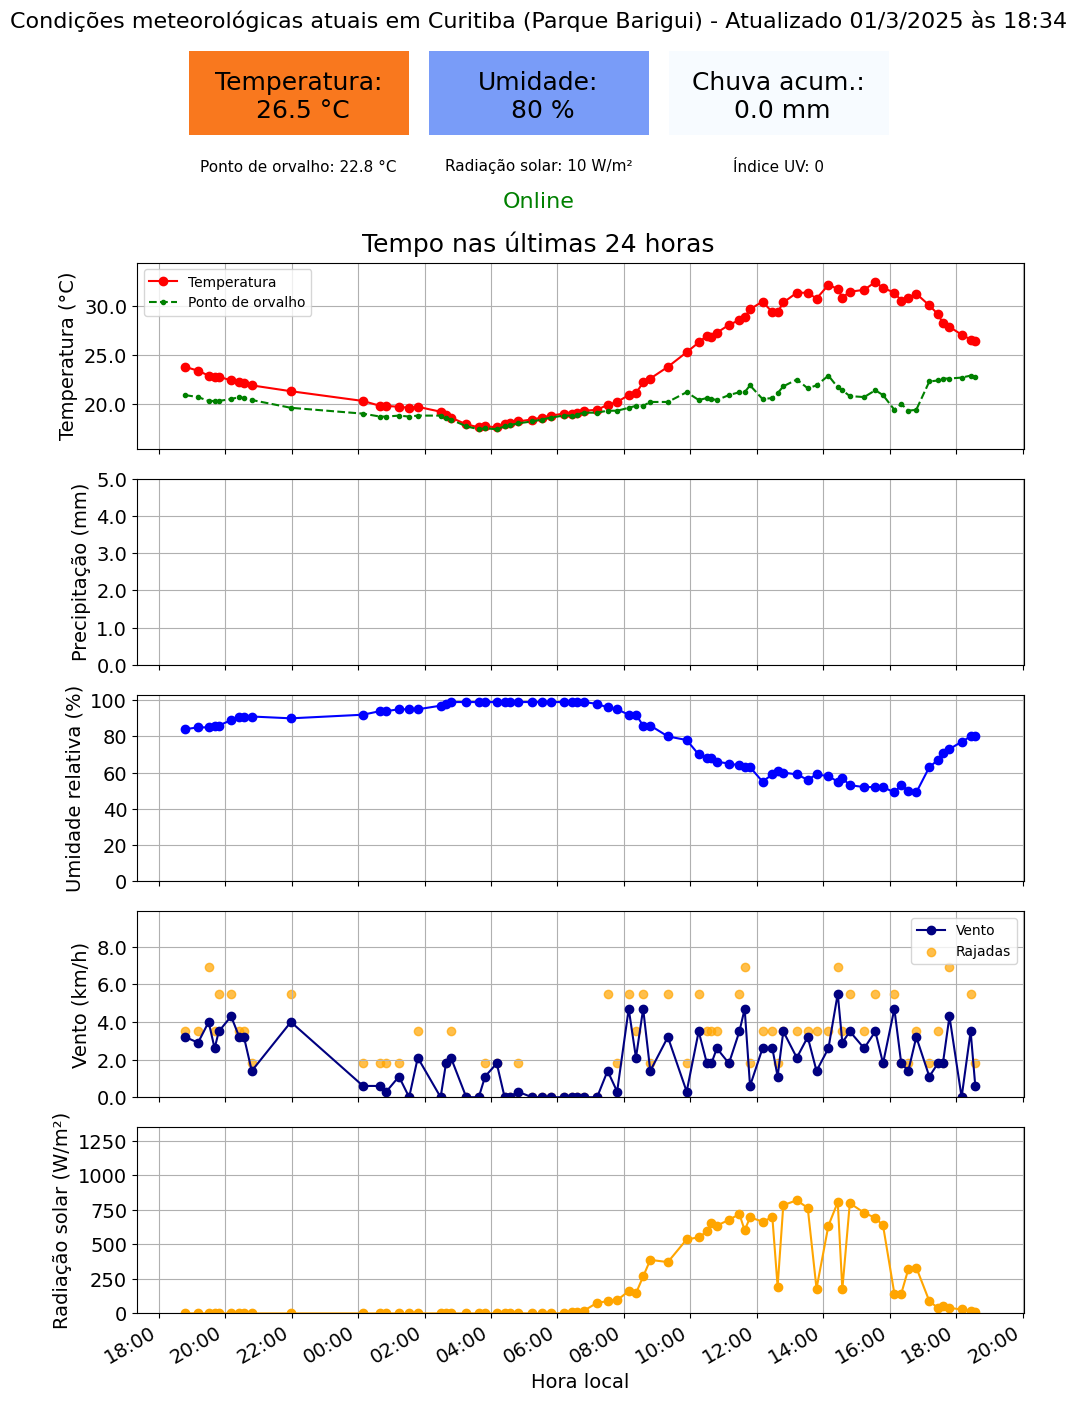 Condições meteorológicas atuais em Curitiba (Parque Barigui) - Atualizado 01/3/2025 às 18:34
Temperatura:
26.5 °C
Umidade:
80 %
Chuva acum.:
0.0 mm
Ponto de orvalho: 22.8 °C
Radiação solar: 10 W/m²
Índice UV: 0
Online
Tempo nas últimas 24 horas
Temperatura (°C)
30.0
25.0
20.0
Temperatura
Ponto de orvalho
Precipitação (mm)
5.0
4.0
3.0
2.0
1.0
0.0
Umidade relativa (%)
100
80
60
40
20
0
Vento (km/h)
8.0
6.0
4.0
2.0
0.0
Vento
Rajadas
Radiação solar (W/m²)
1250
1000
750
500
250
0
18:00
20:00
22:00
00:00
02:00
04:00
06:00
08:00
10:00
12:00
14:00
16:00
18:00
20:00
Hora local